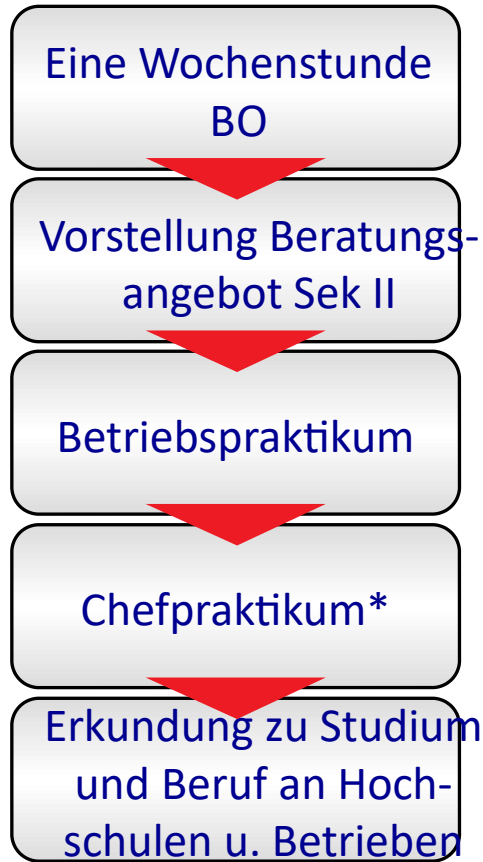 Eine Wochenstunde
BO
Vorstellung Beratungs-
angebot Sek II
Betriebspraktikum
Chefpraktikum*
Erkundung zu Studium
und Beruf an Hoch-
schulen u. Betrieben